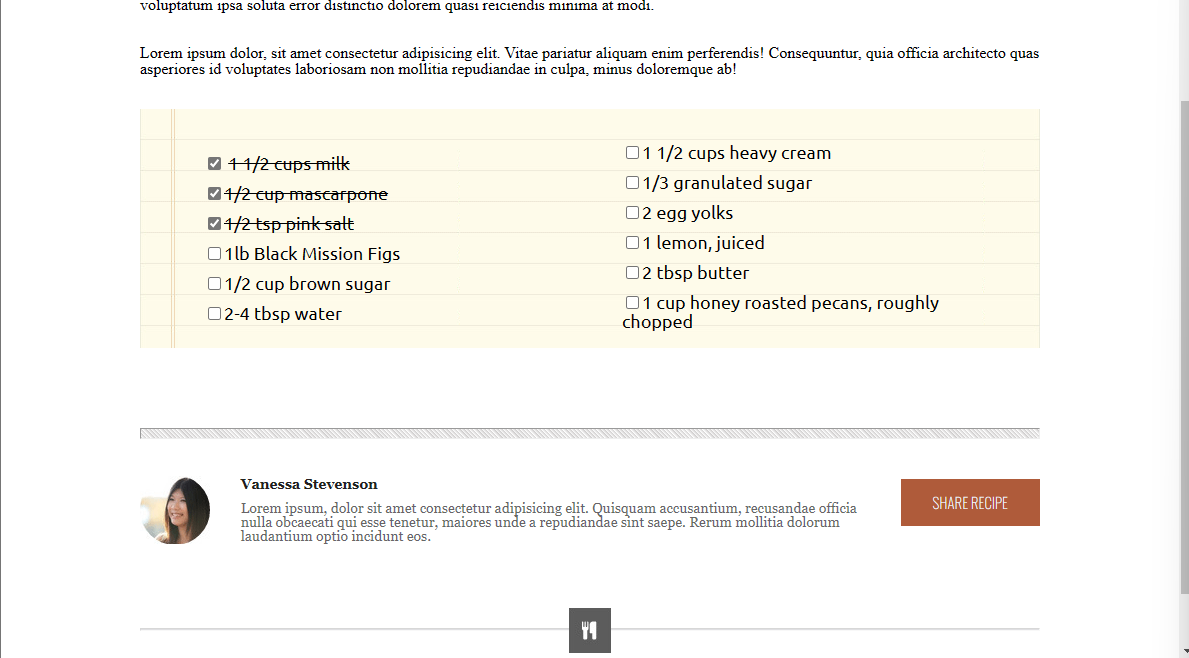 voluptatum ipsa soluta error distinctio dolorem quasi reiciendis minima at modi.
Lorem ipsum dolor, sit amet consectetur adipisicing elit. Vitae pariatur aliquam enim perferendis! Consequuntur, quia officia architecto quas
asperiores id voluptates laboriosam non mollitia repudiandae in culpa, minus doloremque ab!
1 1/2 cups milk
1/2 cup mascarpone
1/2 tsp pink salt
1lb Black Mission Figs
1/2 cup brown sugar
2-4 tbsp water
1 1/2 cups heavy cream
1/3 granulated sugar
2 egg yolks
1 lemon, juiced
2 tbsp butter
1 cup honey roasted pecans, roughly
chopped
Vanessa Stevenson
Lorem ipsum, dolor sit amet consectetur adipisicing elit. Quisquam accusantium, recusandae officia
nulla obcaecati qui esse tenetur, maiores unde a repudiandae sint saepe. Rerum mollitia dolorum
laudantium optio incidunt eos.
SHARE RECIPE